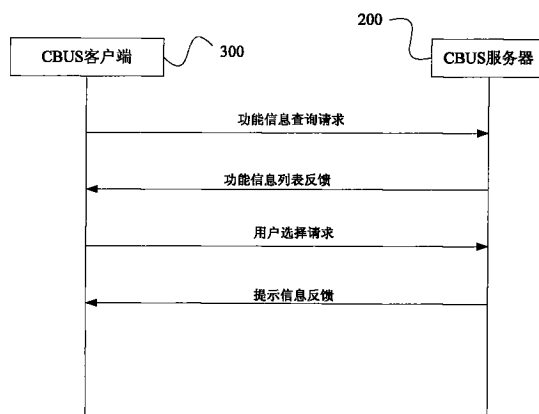 200
CBUS客户端
300
CBUS服务器
功能信息查询请求
功能信息列表反馈
用户选择请求
提示信息反馈